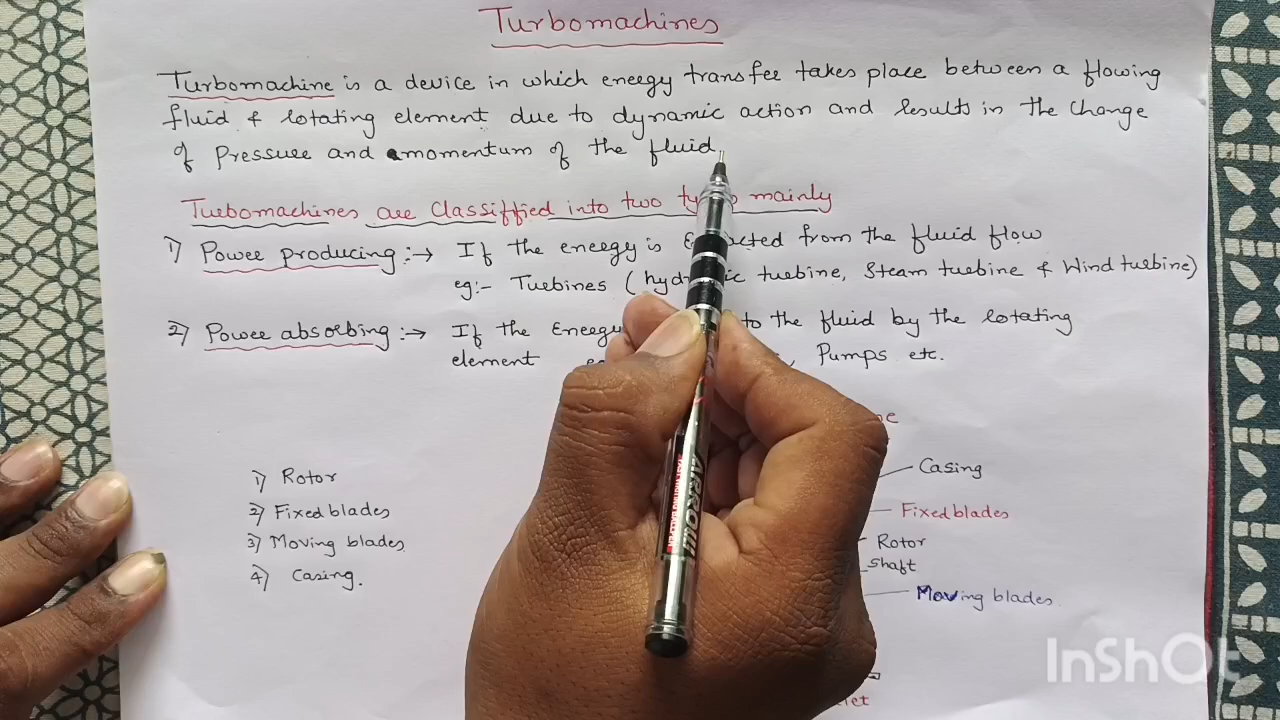 Turbomachines
Turbomachine is a device in which energy transfer takes place between a flowing
fluid & rotating element due to dynamic action and results in the change
of pressure and momentum of the fluid.
Turbomachines are classiffied into two mainly
1) Power producing :→ If the energy is from the fluid flow
eg:- Turbines ( turbine, Steam turbine & Wind turbine)
2) Power absorbing :→ If the Energy to the fluid by the rotating
element Pumps etc.
1) Rotor
2) Fixed blades
3) Moving blades
4) Casing.
Casing
Fixed blades
Rotor
shaft
Moving blades.
InShOt